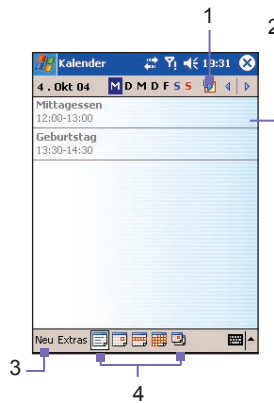 1
2
Kalender 19:31
4 . Okt 04 M D M D F S S
Mittagessen
12:00-13:00
Geburtstag
13:30-14:30
Neu Extras
3
4